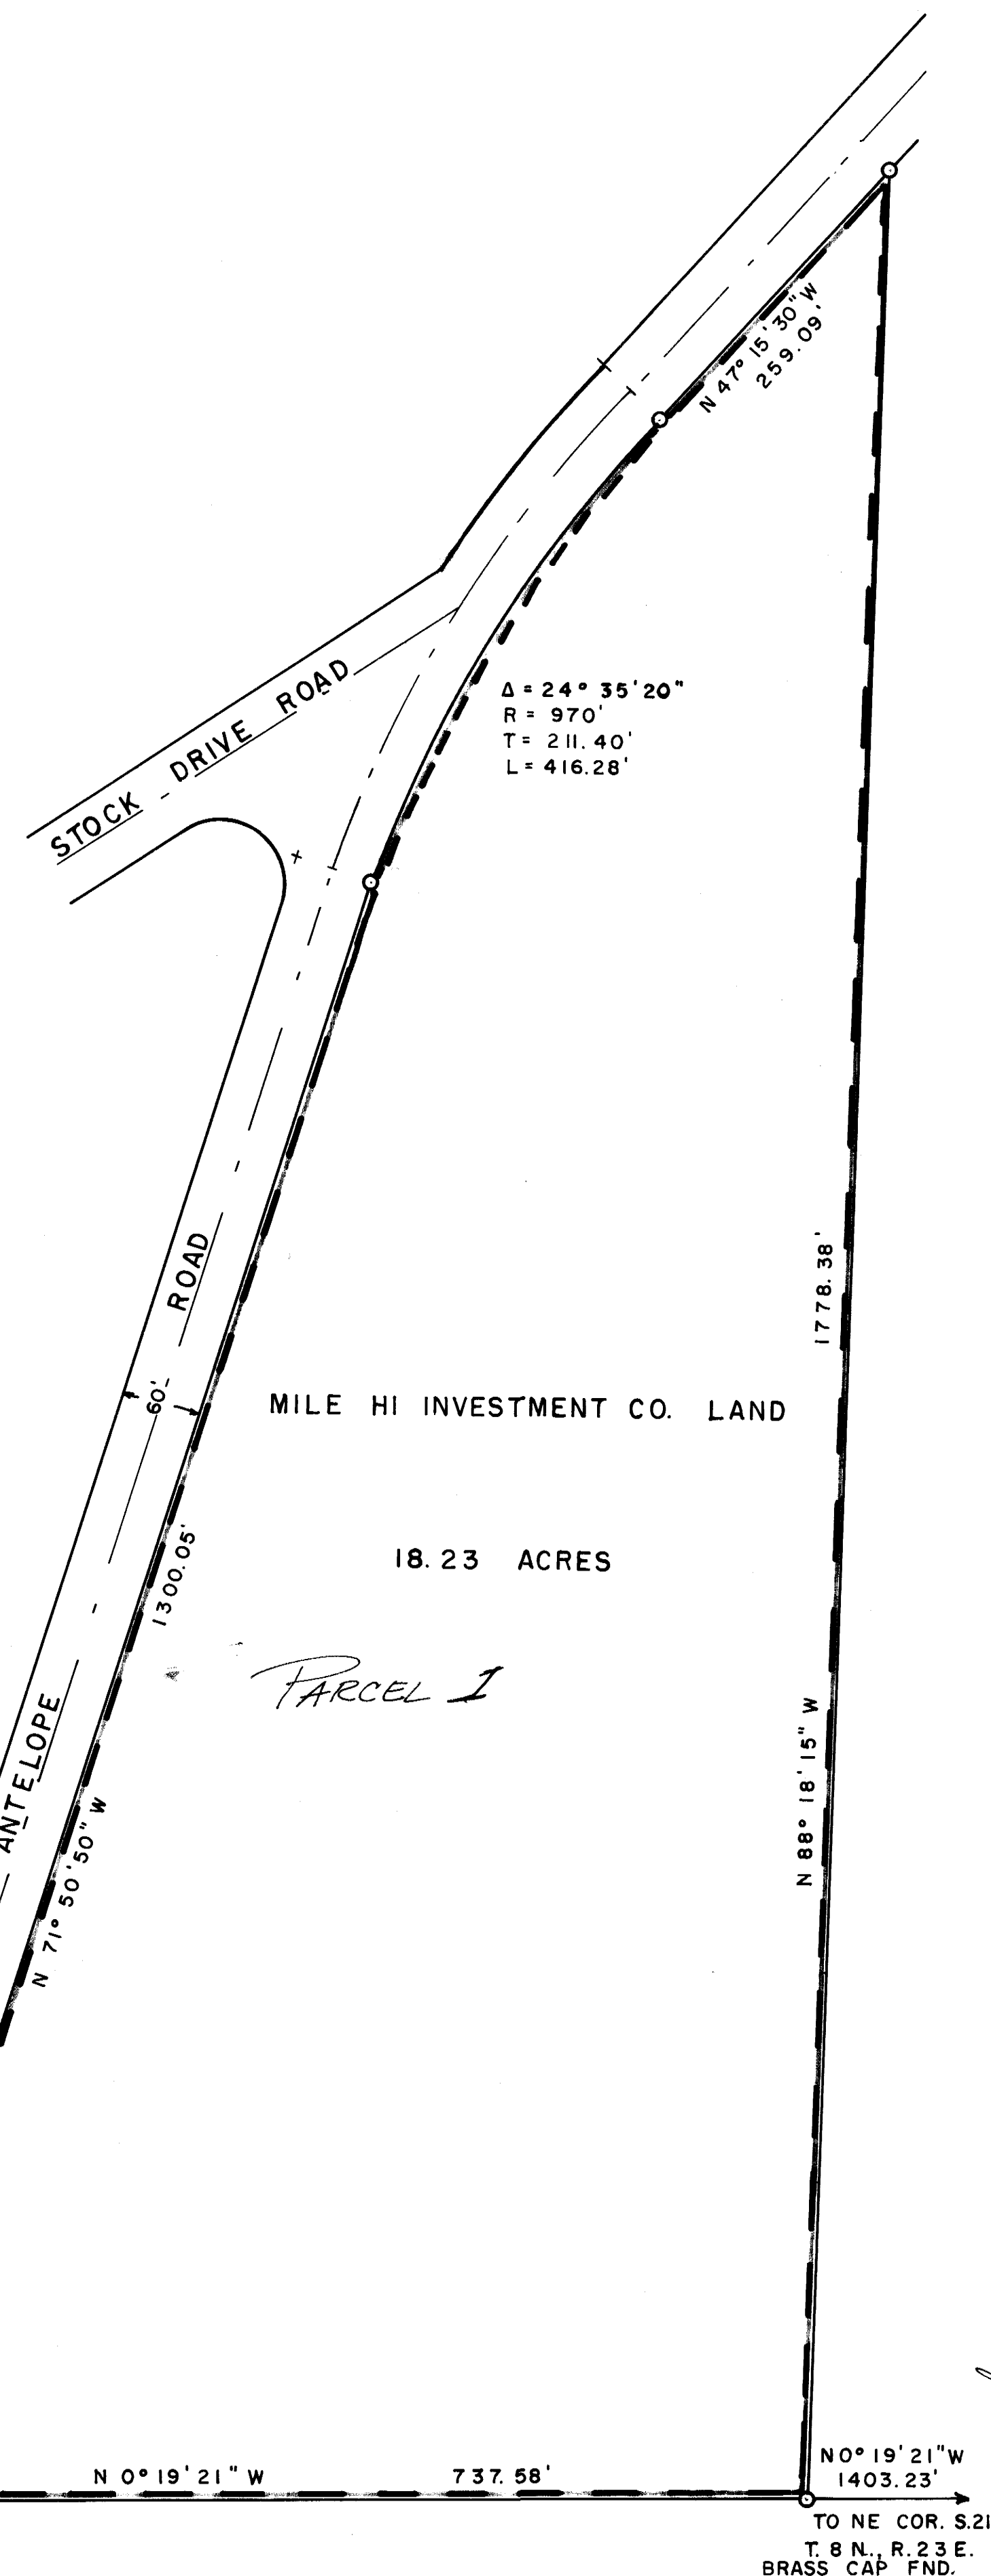 N 47° 15' 30" W
259.09'
STOCK DRIVE ROAD
Δ = 24° 35' 20"
R = 970'
T = 211.40'
L = 416.28'
ANTELOPE ROAD
60'
1778.38'
MILE HI INVESTMENT CO. LAND
1300.05'
18.23 ACRES
PARCEL I
N 88° 18' 15" W
N 71° 50' 50" W
N 0° 19' 21" W 737.58'
N 0° 19' 21" W
1403.23'
TO NE COR. S.21
T. 8 N., R. 23 E.
BRASS CAP FND.